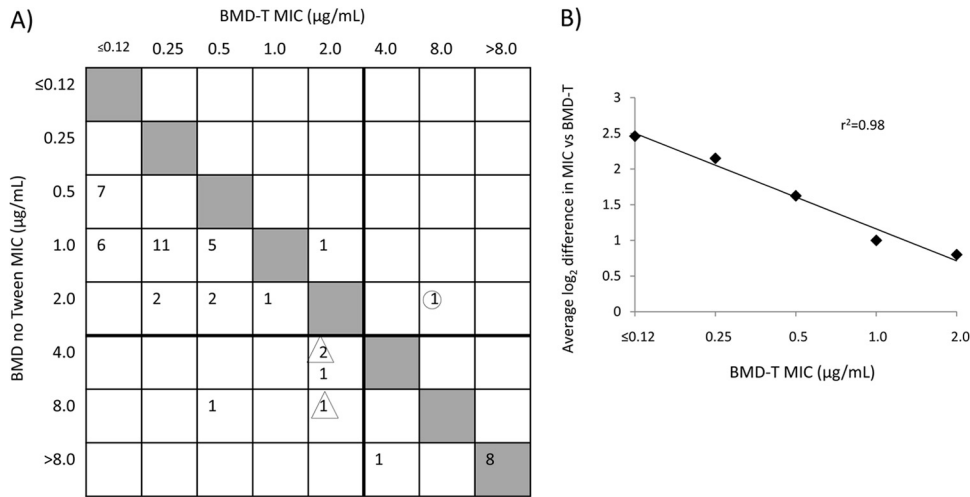 A)
BMD-T MIC (µg/mL)
≤0.12 0.25 0.5 1.0 2.0 4.0 8.0 >8.0
BMD no Tween MIC (µg/mL)
≤0.12
0.25
0.5 7
1.0 6 11 5 1
2.0 2 2 1 1
4.0 2
1
8.0 1 1
>8.0 1 8
B)
Average log₂ difference in MIC vs BMD-T
3
2.5
2
1.5
1
0.5
0
r²=0.98
≤0.12 0.25 0.5 1.0 2.0
BMD-T MIC (µg/mL)